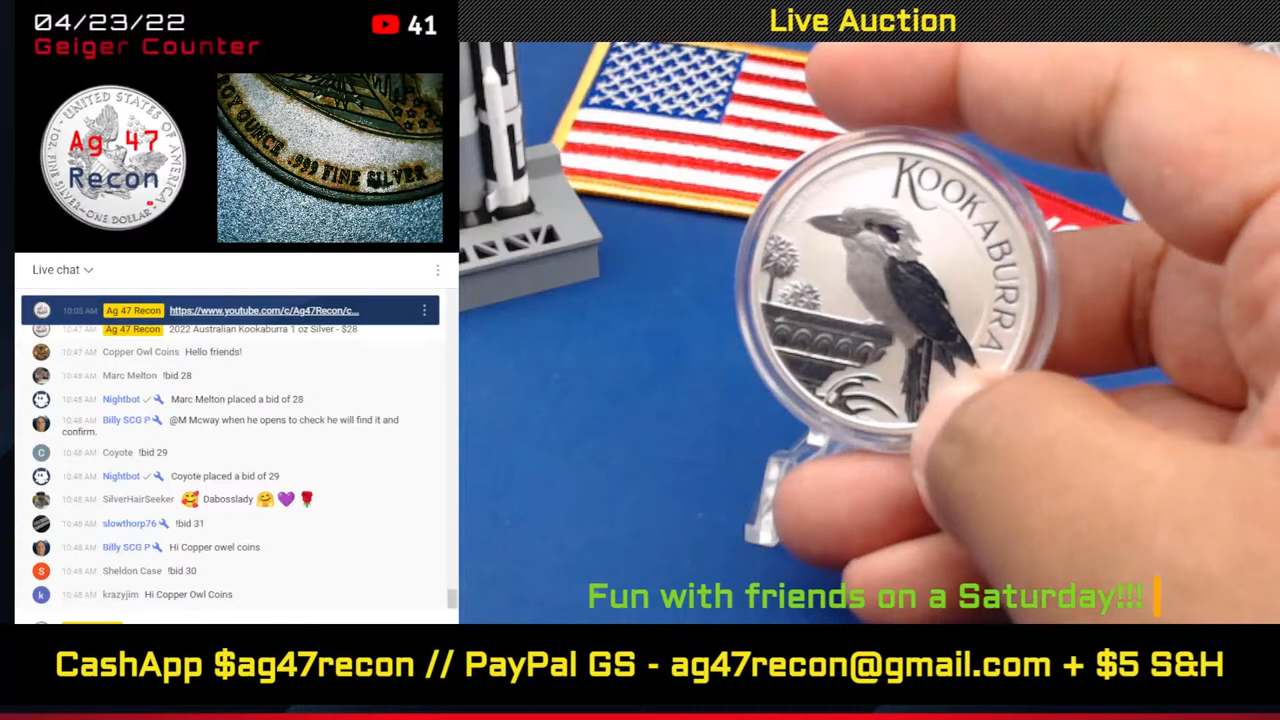 04/23/22
Geiger Counter
41
Live Auction
UNITED STATES OF AMERICA
1 OZ. FINE SILVER~ONE DOLLAR
Ag 47
Recon
OY OUNCE .999 FINE SILVER
KOOKABURRA
Live chat
10:05 AM Ag 47 Recon https://www.youtube.com/c/Ag47Recon/c...
10:47 AM Ag 47 Recon 2022 Australian Kookaburra 1 oz Silver - $28
10:47 AM Copper Owl Coins Hello friends!
10:48 AM Marc Melton !bid 28
10:48 AM Nightbot Marc Melton placed a bid of 28
10:48 AM Billy SCG P @M Mcway when he opens to check he will find it and
confirm.
10:48 AM Coyote !bid 29
10:48 AM Nightbot Coyote placed a bid of 29
10:48 AM SilverHairSeeker 🥰 Dabosslady 🤗 💜 🌹
10:48 AM slowthorp76 !bid 31
10:48 AM Billy SCG P Hi Copper owel coins
S 10:48 AM Sheldon Case !bid 30
k 10:48 AM krazyjim Hi Copper Owl Coins
Fun with friends on a Saturday!!!
CashApp $ag47recon // PayPal GS - ag47recon@gmail.com + $5 S&H